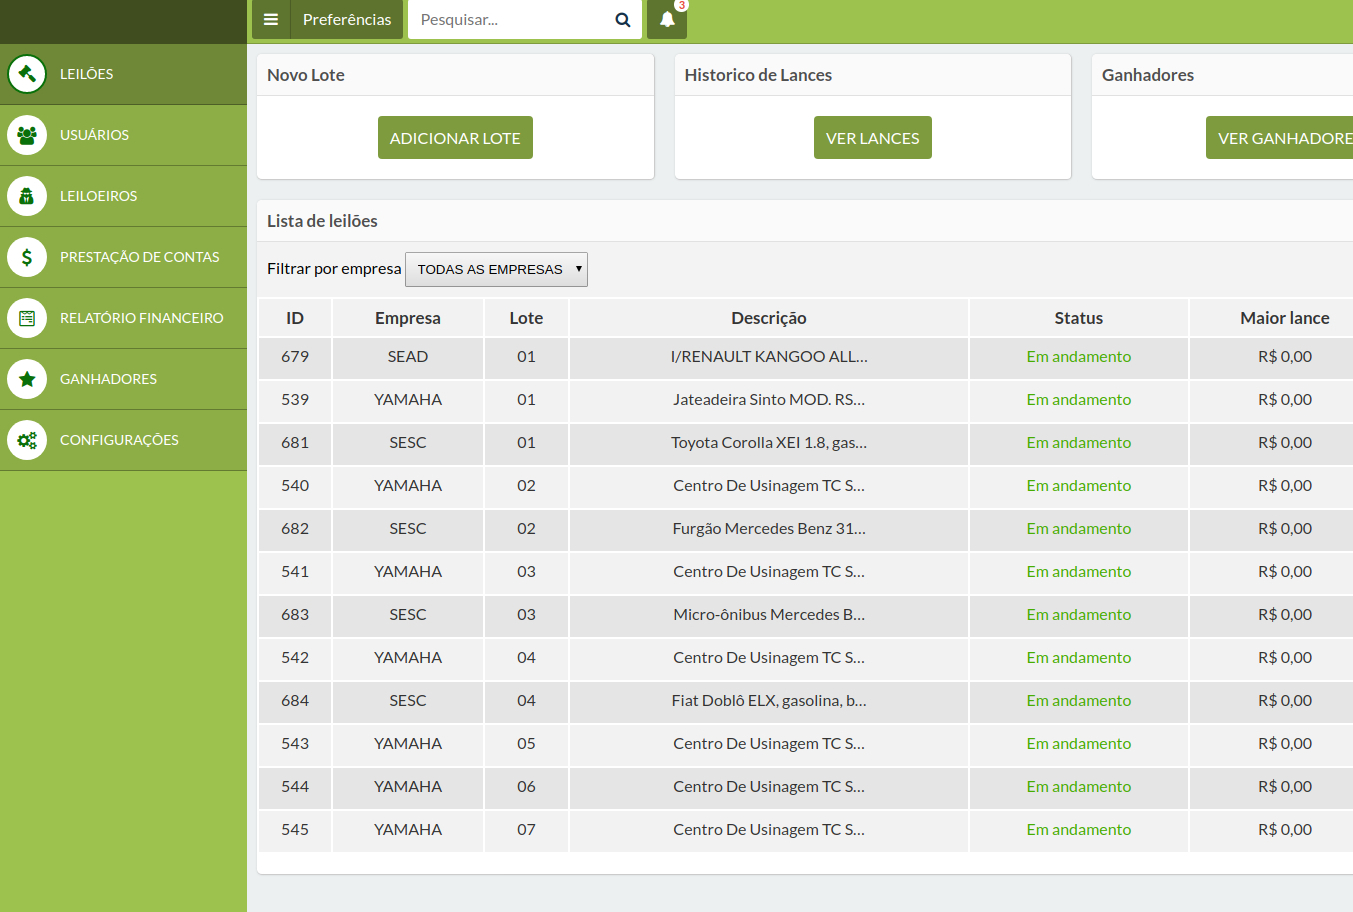 Preferências
Pesquisar...
3
LEILÕES
USUÁRIOS
LEILOEIROS
PRESTAÇÃO DE CONTAS
RELATÓRIO FINANCEIRO
GANHADORES
CONFIGURAÇÕES
Novo Lote
ADICIONAR LOTE
Historico de Lances
VER LANCES
Ganhadores
VER GANHADORE
Lista de leilões
Filtrar por empresa TODAS AS EMPRESAS
ID Empresa Lote Descrição Status Maior lance
679 SEAD 01 I/RENAULT KANGOO ALL... Em andamento R$ 0,00
539 YAMAHA 01 Jateadeira Sinto MOD. RS... Em andamento R$ 0,00
681 SESC 01 Toyota Corolla XEI 1.8, gas... Em andamento R$ 0,00
540 YAMAHA 02 Centro De Usinagem TC S... Em andamento R$ 0,00
682 SESC 02 Furgão Mercedes Benz 31... Em andamento R$ 0,00
541 YAMAHA 03 Centro De Usinagem TC S... Em andamento R$ 0,00
683 SESC 03 Micro-ônibus Mercedes B... Em andamento R$ 0,00
542 YAMAHA 04 Centro De Usinagem TC S... Em andamento R$ 0,00
684 SESC 04 Fiat Doblô ELX, gasolina, b... Em andamento R$ 0,00
543 YAMAHA 05 Centro De Usinagem TC S... Em andamento R$ 0,00
544 YAMAHA 06 Centro De Usinagem TC S... Em andamento R$ 0,00
545 YAMAHA 07 Centro De Usinagem TC S... Em andamento R$ 0,00